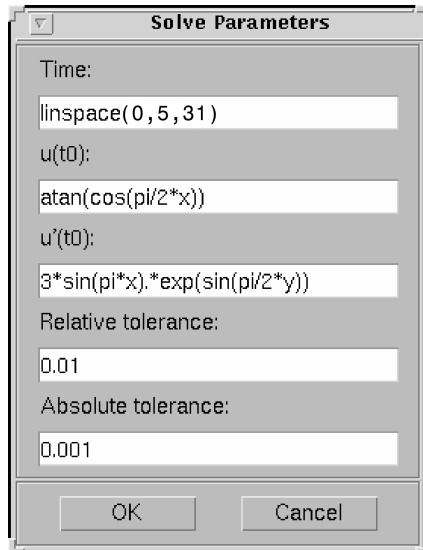 Solve Parameters
Time:
linspace(0,5,31)
u(t0):
atan(cos(pi/2*x))
u'(t0):
3*sin(pi*x).*exp(sin(pi/2*y))
Relative tolerance:
0.01
Absolute tolerance:
0.001
OK Cancel